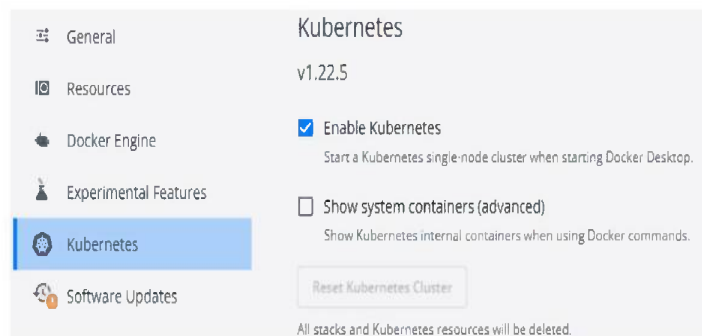 General
Resources
Docker Engine
Experimental Features
Kubernetes
Software Updates
Kubernetes
v1.22.5
Enable Kubernetes
Start a Kubernetes single-node cluster when starting Docker Desktop.
Show system containers (advanced)
Show Kubernetes internal containers when using Docker commands.
Reset Kubernetes Cluster
All stacks and Kubernetes resources will be deleted.